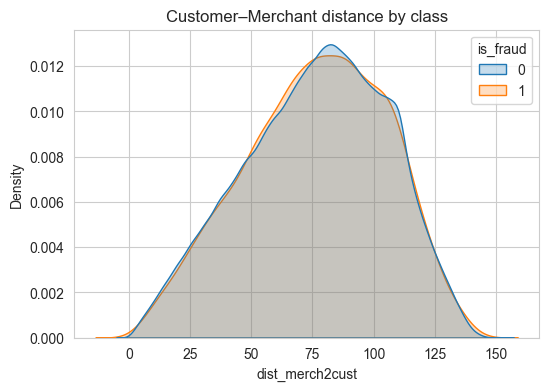 Customer–Merchant distance by class
is_fraud
0
1
0.012
0.010
0.008
0.006
0.004
0.002
0.000
Density
0 25 50 75 100 125 150
dist_merch2cust